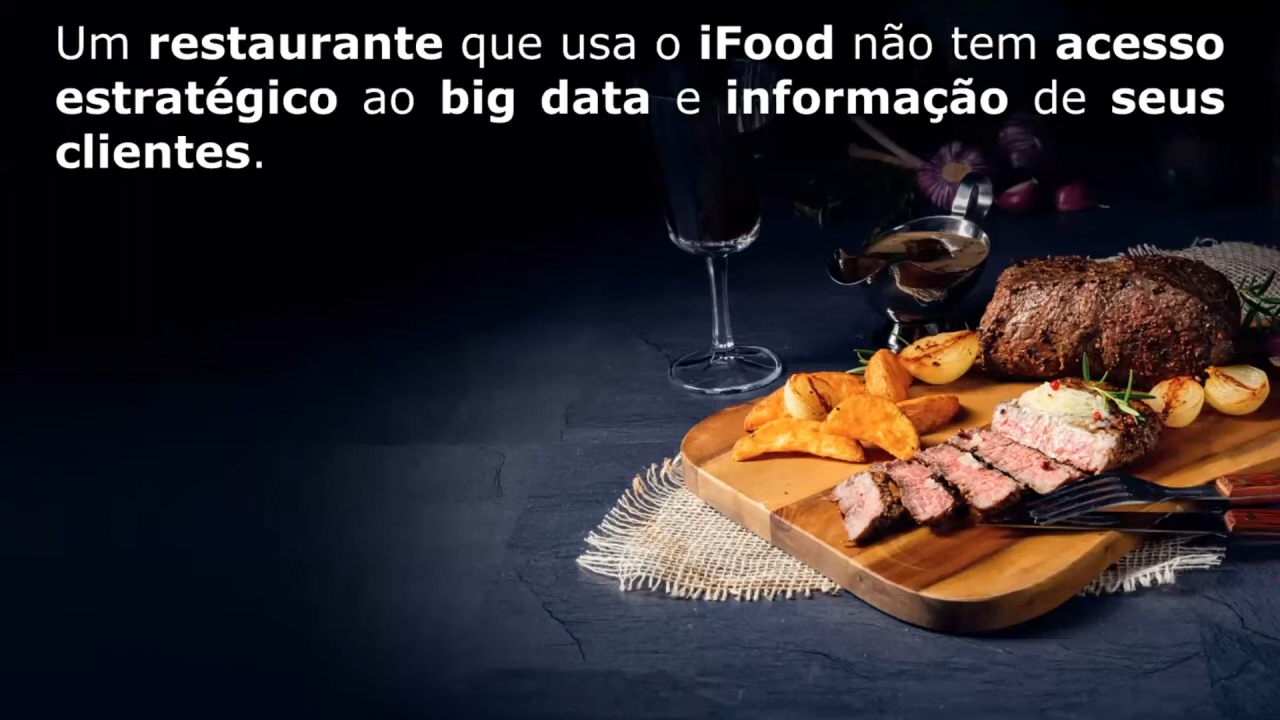 Um restaurante que usa o iFood não tem acesso
estratégico ao big data e informação de seus
clientes.